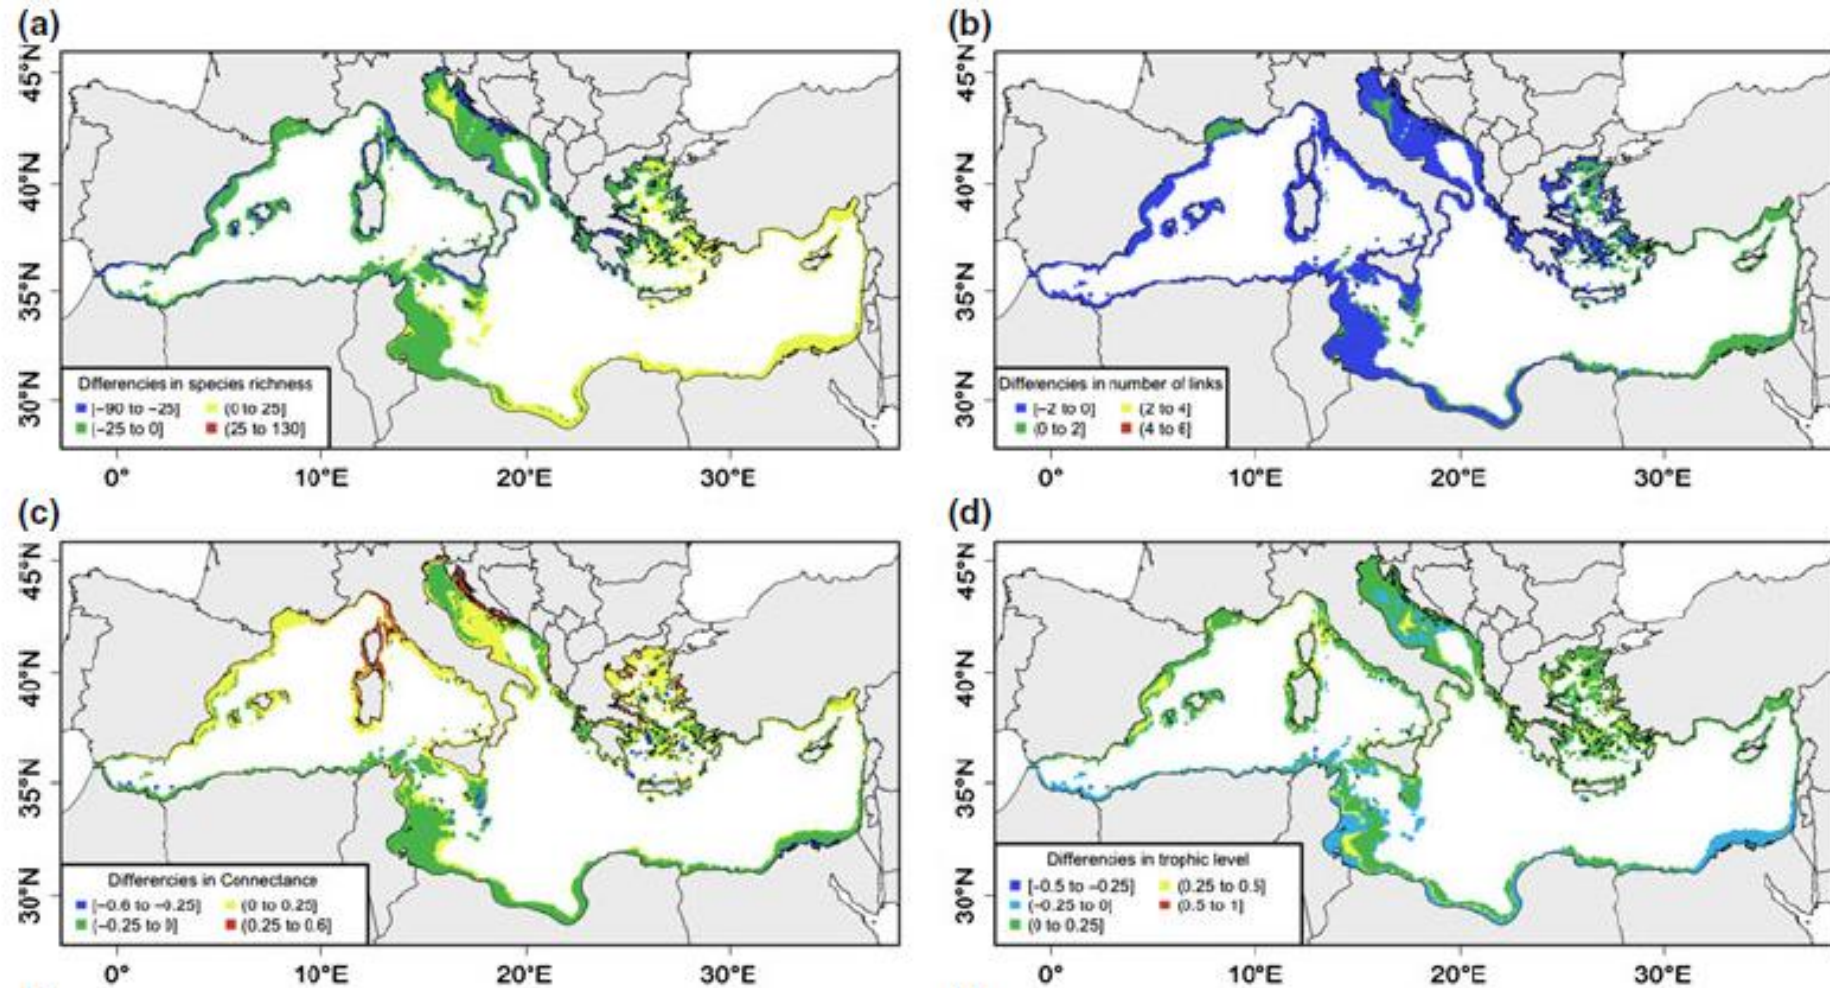 (a)
45°N
40°N
35°N
30°N
Differencies in species richness
[−90 to −25] (0 to 25]
[−25 to 0] (25 to 130]
0° 10°E 20°E 30°E
(b)
45°N
40°N
35°N
30°N
Differencies in number of links
[−2 to 0] (2 to 4]
(0 to 2] (4 to 6]
0° 10°E 20°E 30°E
(c)
45°N
40°N
35°N
30°N
Differencies in Connectance
[−0.6 to −0.25] (0 to 0.25]
(−0.25 to 0] (0.25 to 0.6]
0° 10°E 20°E 30°E
(d)
45°N
40°N
35°N
30°N
Differencies in trophic level
[−0.5 to −0.25] (0.25 to 0.5]
(−0.25 to 0] (0.5 to 1]
(0 to 0.25]
0° 10°E 20°E 30°E